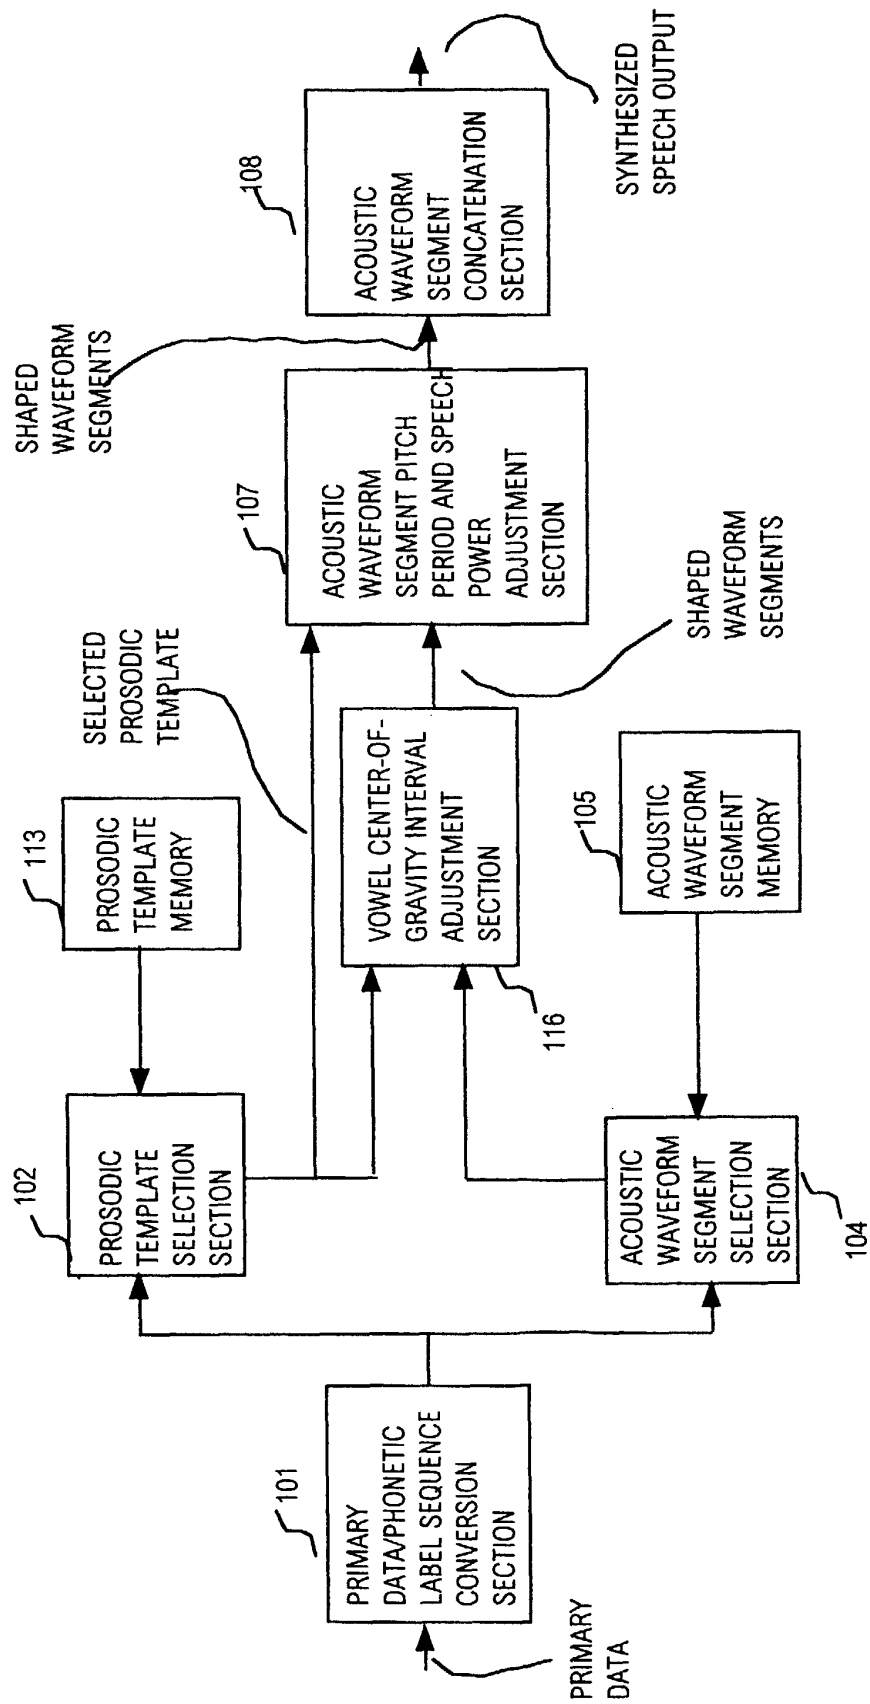 PRIMARY
DATA
101
PRIMARY
DATA/PHONETIC
LABEL SEQUENCE
CONVERSION
SECTION
102
PROSODIC
TEMPLATE
SELECTION
SECTION
113
PROSODIC
TEMPLATE
MEMORY
SELECTED
PROSODIC
TEMPLATE
104
ACOUSTIC
WAVEFORM
SEGMENT
SELECTION
SECTION
105
ACOUSTIC
WAVEFORM
SEGMENT
MEMORY
116
VOWEL CENTER-OF-
GRAVITY INTERVAL
ADJUSTMENT
SECTION
SHAPED
WAVEFORM
SEGMENTS
107
ACOUSTIC
WAVEFORM
SEGMENT PITCH
PERIOD AND SPEECH
POWER
ADJUSTMENT
SECTION
SHAPED
WAVEFORM
SEGMENTS
108
ACOUSTIC
WAVEFORM
SEGMENT
CONCATENATION
SECTION
SYNTHESIZED
SPEECH OUTPUT